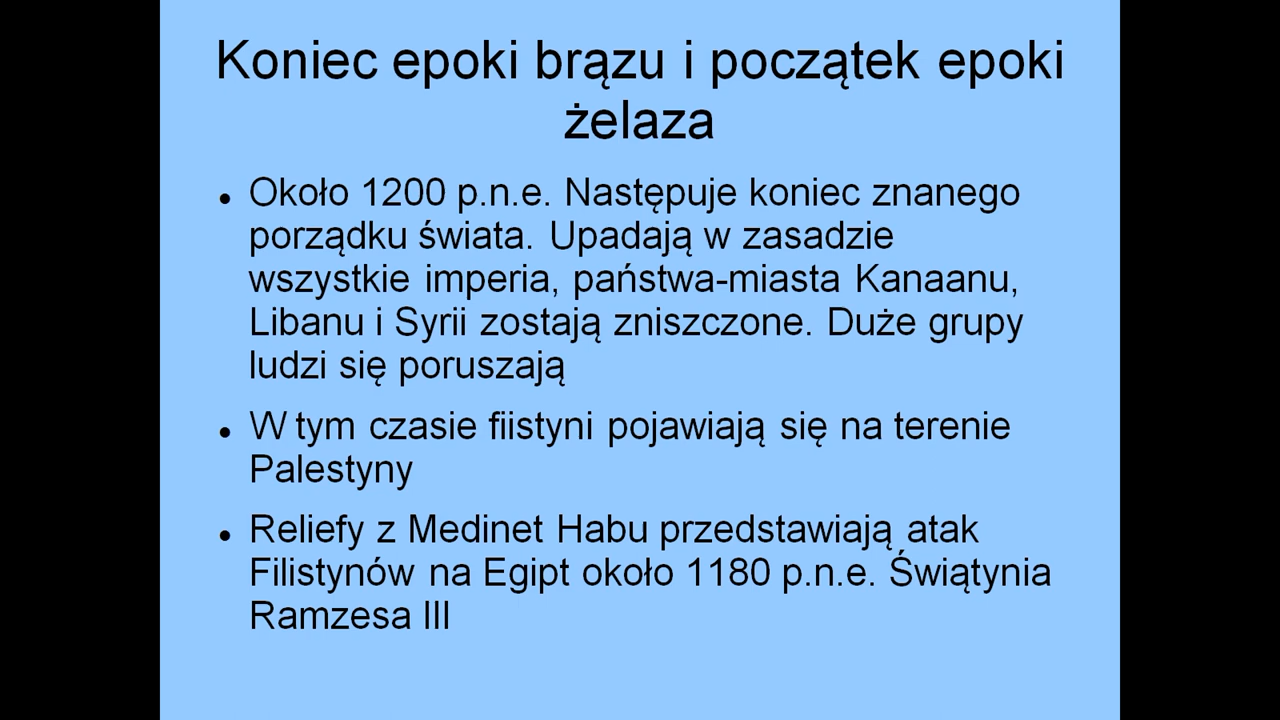 Koniec epoki brązu i początek epoki
żelaza
● Około 1200 p.n.e. Następuje koniec znanego
porządku świata. Upadają w zasadzie
wszystkie imperia, państwa-miasta Kanaanu,
Libanu i Syrii zostają zniszczone. Duże grupy
ludzi się poruszają
● W tym czasie fiistyni pojawiają się na terenie
Palestyny
● Reliefy z Medinet Habu przedstawiają atak
Filistynów na Egipt około 1180 p.n.e. Świątynia
Ramzesa III